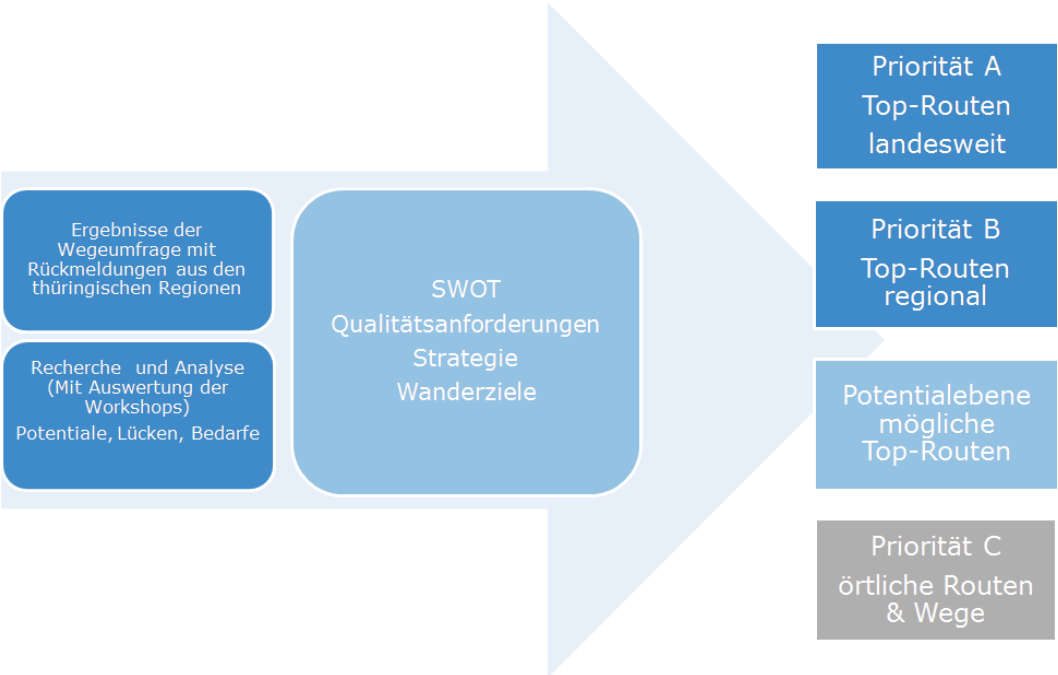 Ergebnisse der
Wegeumfrage mit
Rückmeldungen aus den
thüringischen Regionen
Recherche und Analyse
(Mit Auswertung der
Workshops)
Potentiale, Lücken, Bedarfe
SWOT
Qualitätsanforderungen
Strategie
Wanderziele
Priorität A
Top-Routen
landesweit
Priorität B
Top-Routen
regional
Potentialebene
mögliche
Top-Routen
Priorität C
örtliche Routen
& Wege